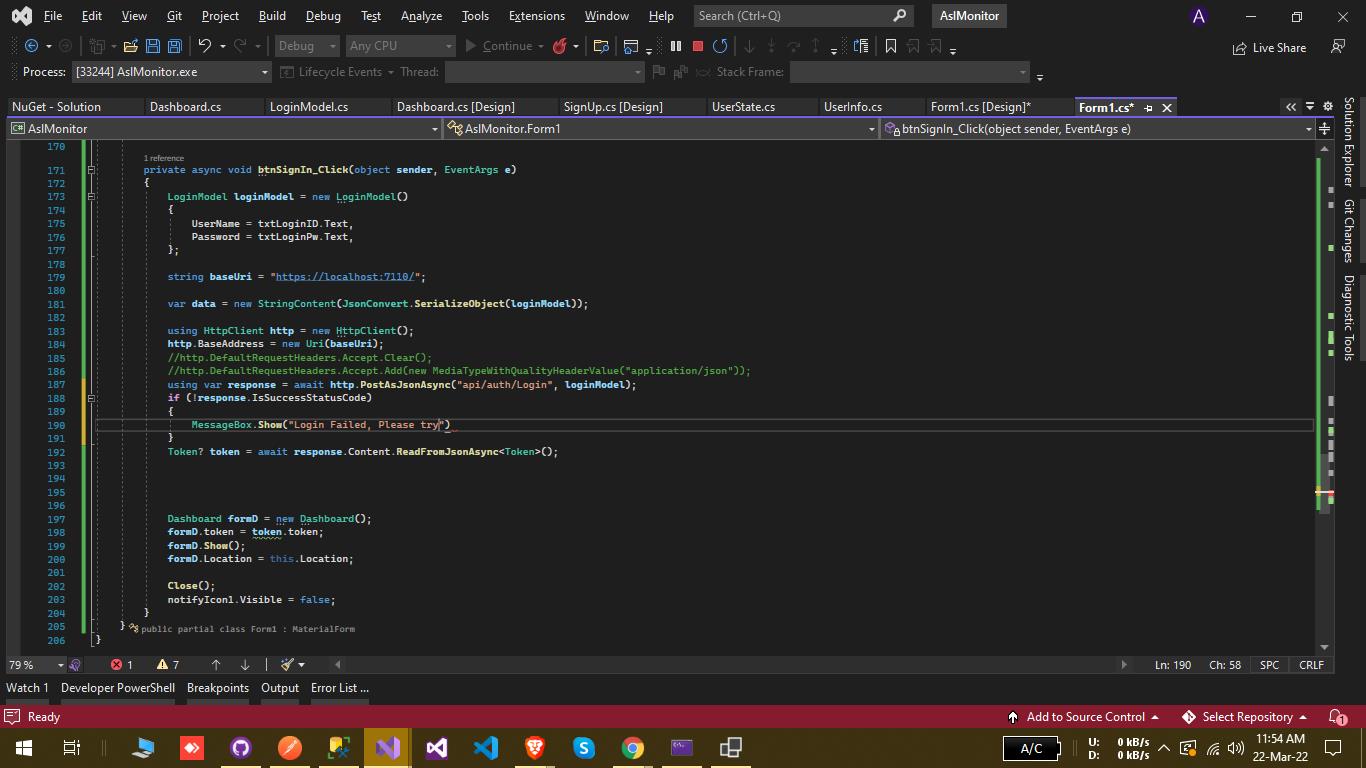 File Edit View Git Project Build Debug Test Analyze Tools Extensions Window Help Search (Ctrl+Q) AslMonitor A
Debug Any CPU Continue Live Share
Process: [33244] AslMonitor.exe Lifecycle Events Thread: Stack Frame:
NuGet - Solution Dashboard.cs LoginModel.cs Dashboard.cs [Design] SignUp.cs [Design] UserState.cs UserInfo.cs Form1.cs [Design]* Form1.cs*
AslMonitor AslMonitor.Form1 btnSignIn_Click(object sender, EventArgs e)
170
1 reference
171 private async void btnSignIn_Click(object sender, EventArgs e)
172 {
173 LoginModel loginModel = new LoginModel()
174 {
175 UserName = txtLoginID.Text,
176 Password = txtLoginPw.Text,
177 };
178
179 string baseUri = "https://localhost:7110/";
180
181 var data = new StringContent(JsonConvert.SerializeObject(loginModel));
182
183 using HttpClient http = new HttpClient();
184 http.BaseAddress = new Uri(baseUri);
185 //http.DefaultRequestHeaders.Accept.Clear();
186 //http.DefaultRequestHeaders.Accept.Add(new MediaTypeWithQualityHeaderValue("application/json"));
187 using var response = await http.PostAsJsonAsync("api/auth/Login", loginModel);
188 if (!response.IsSuccessStatusCode)
189 {
190 MessageBox.Show("Login Failed, Please try")
191 }
192 Token? token = await response.Content.ReadFromJsonAsync<Token>();
193
194
195
196
197 Dashboard formD = new Dashboard();
198 formD.token = token.token;
199 formD.Show();
200 formD.Location = this.Location;
201
202 Close();
203 notifyIcon1.Visible = false;
204 }
205 } public partial class Form1 : MaterialForm
206 }
Solution Explorer
Git Changes
Diagnostic Tools
79 % 1 7 Ln: 190 Ch: 58 SPC CRLF
Watch 1 Developer PowerShell Breakpoints Output Error List ...
Ready Add to Source Control Select Repository 1
A/C U: 0 kB/s 11:54 AM
D: 0 kB/s 22-Mar-22